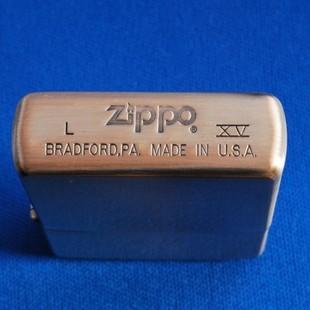 Zippo®
L XV
BRADFORD,PA. MADE IN U.S.A.